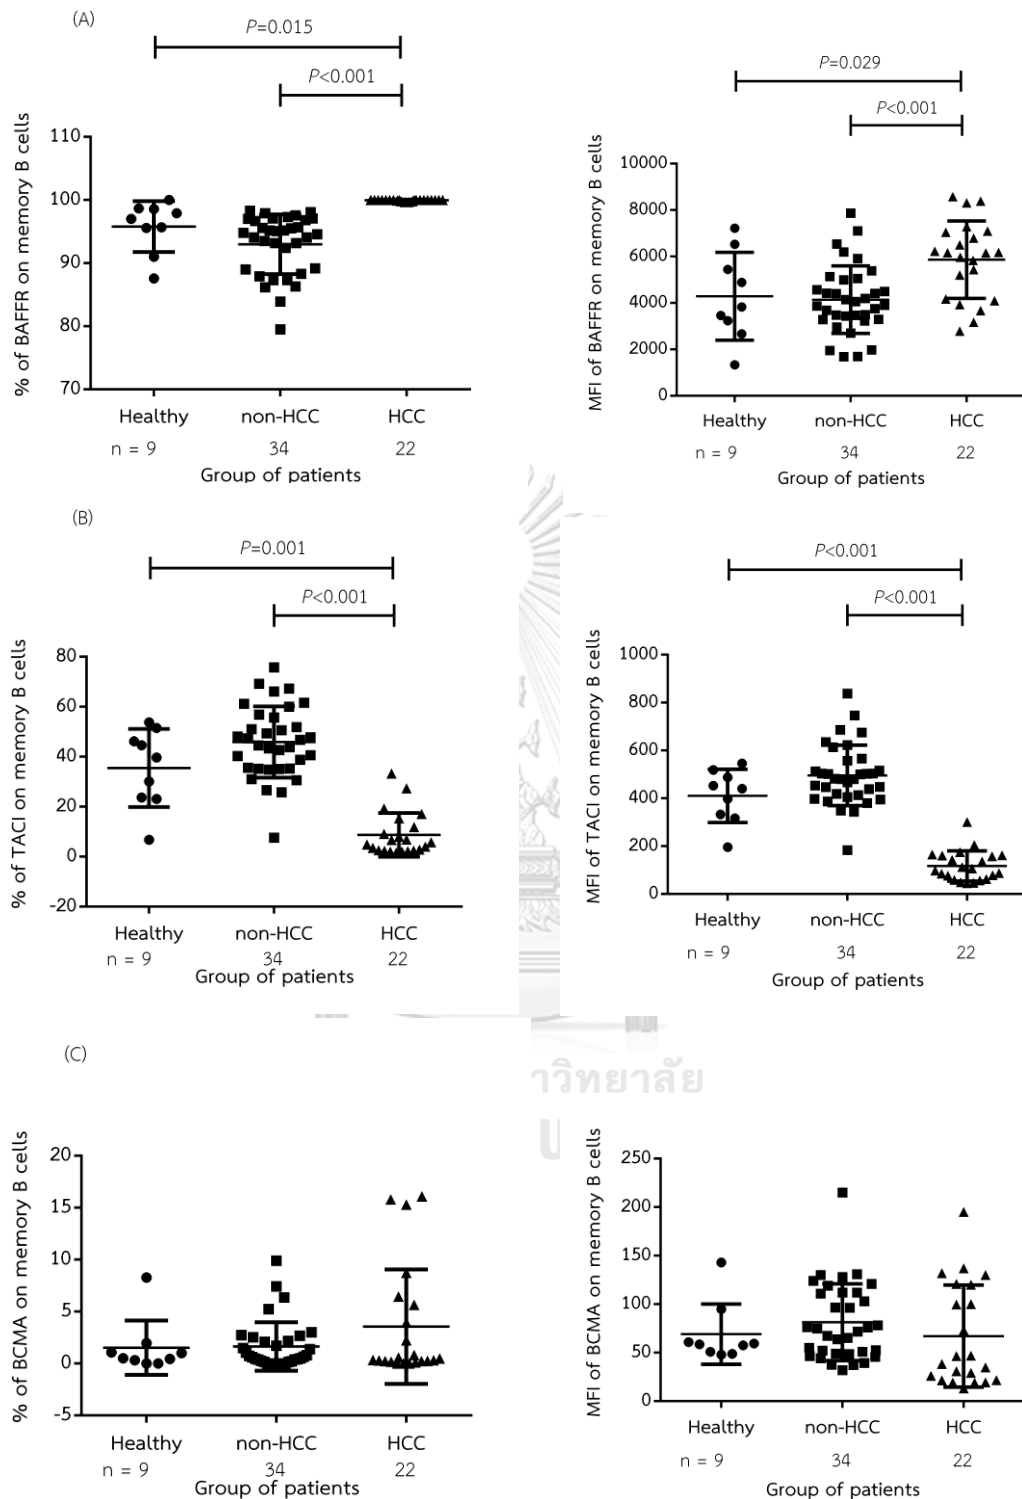 (A)
P=0.015
P<0.001
% of BAFFR on memory B cells
110
100
90
80
70
Healthy non-HCC HCC
n = 9 34 22
Group of patients
P=0.029
P<0.001
MFI of BAFFR on memory B cells
10000
8000
6000
4000
2000
0
Healthy non-HCC HCC
n = 9 34 22
Group of patients
(B)
P=0.001
P<0.001
% of TACI on memory B cells
80
60
40
20
0
-20
Healthy non-HCC HCC
n = 9 34 22
Group of patients
P<0.001
P<0.001
MFI of TACI on memory B cells
1000
800
600
400
200
0
Healthy non-HCC HCC
n = 9 34 22
Group of patients
(C)
าวิทยาลัย
% of BCMA on memory B cells
20
15
10
5
0
-5
Healthy non-HCC HCC
n = 9 34 22
Group of patients
MFI of BCMA on memory B cells
250
200
150
100
50
0
Healthy non-HCC HCC
n = 9 34 22
Group of patients